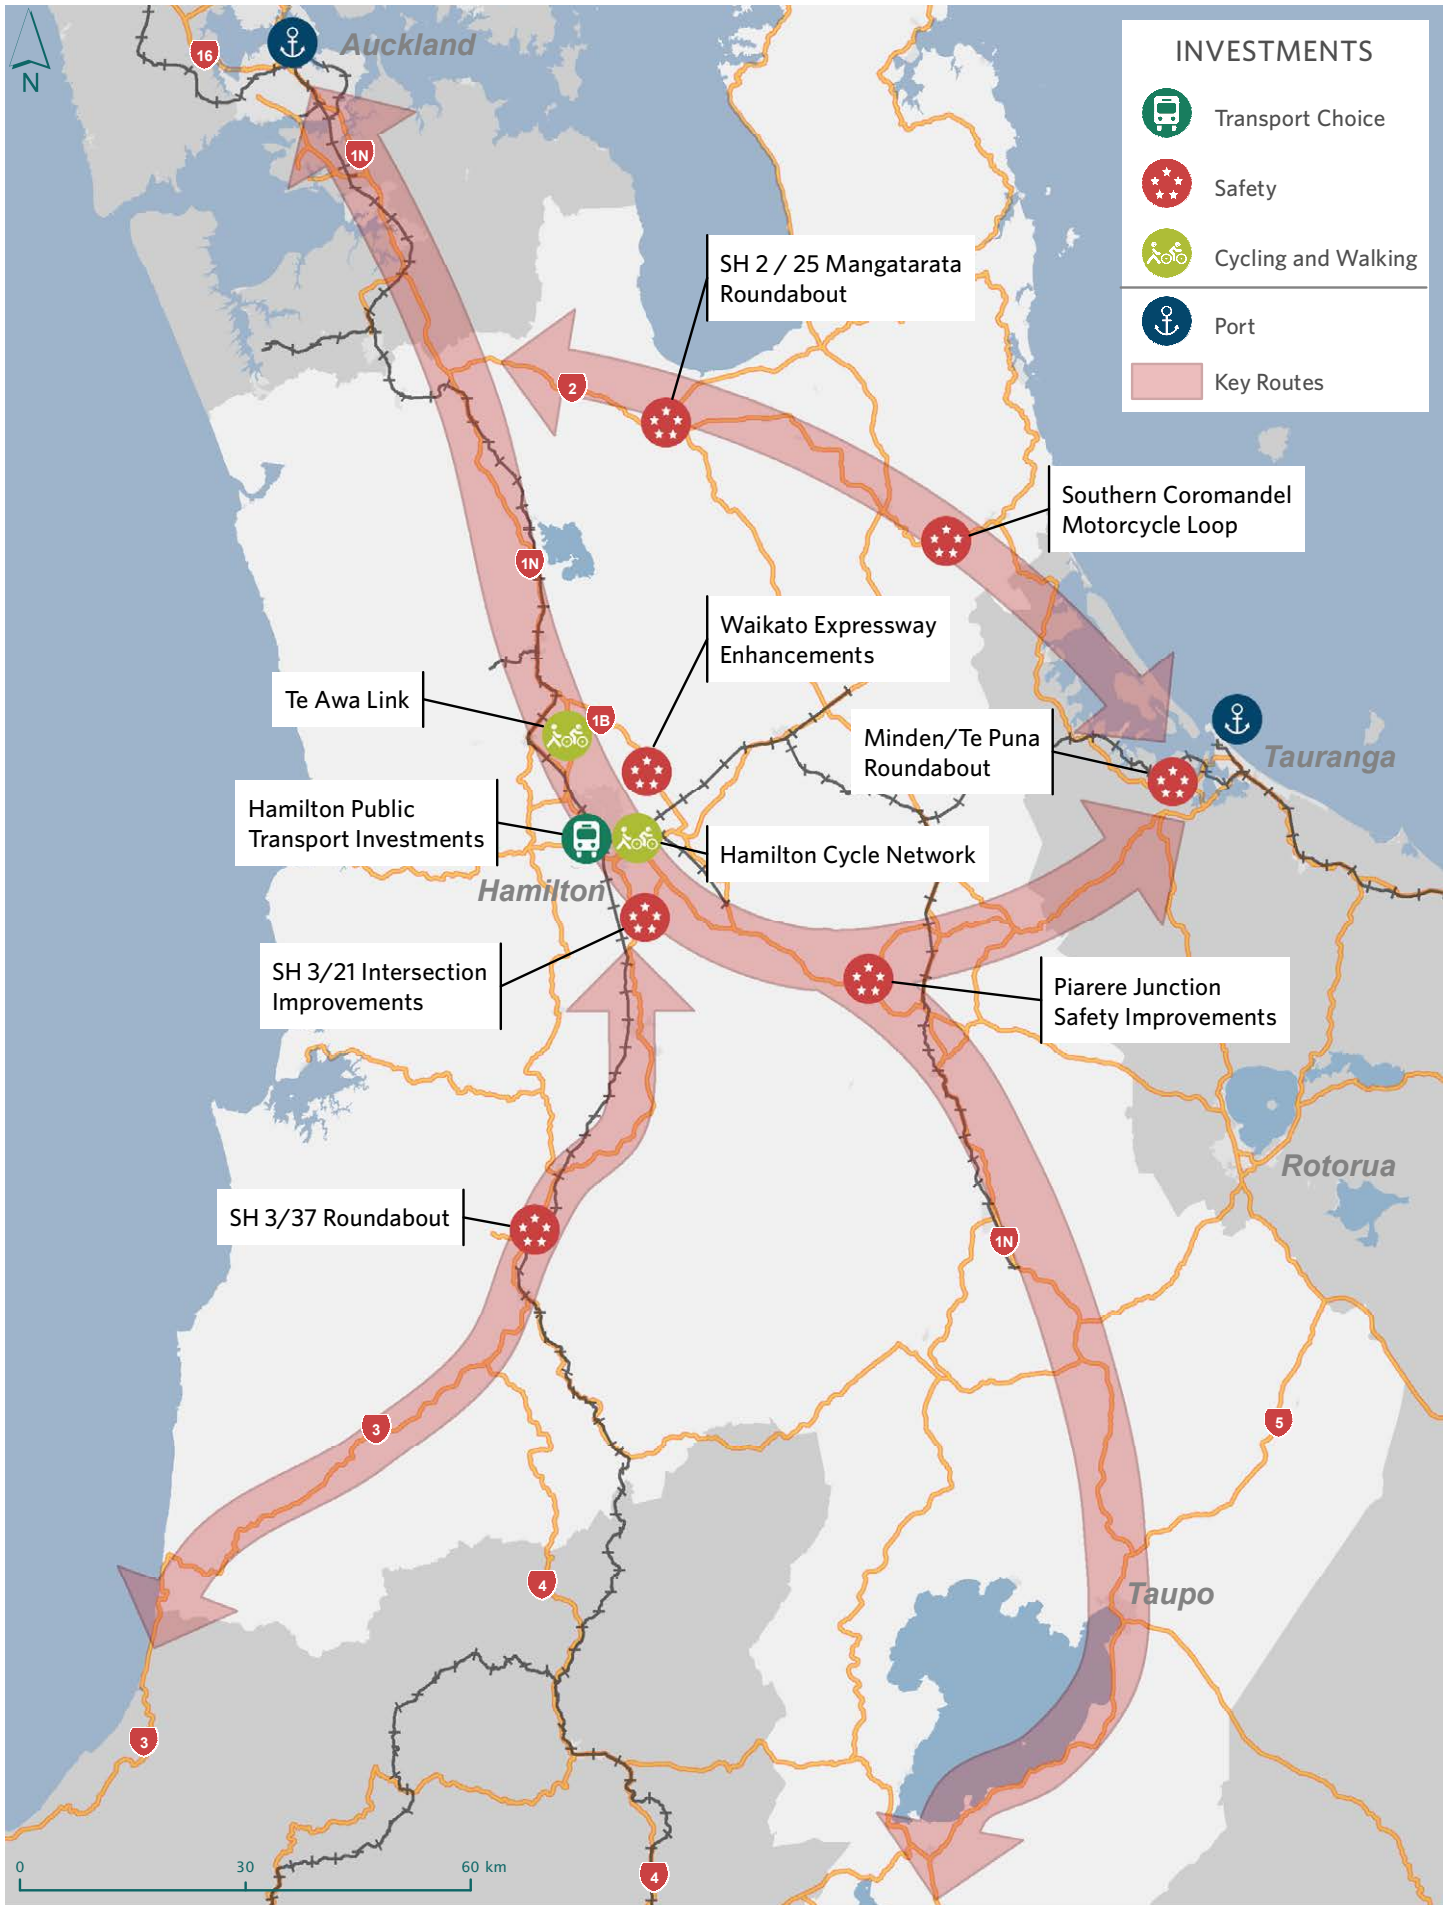 N
16
Auckland
1N
INVESTMENTS
Transport Choice
Safety
Cycling and Walking
Port
Key Routes
SH 2 / 25 Mangatarata
Roundabout
2
Southern Coromandel
Motorcycle Loop
1N
Waikato Expressway
Enhancements
Te Awa Link
1B
Minden/Te Puna
Roundabout
Tauranga
Hamilton Public
Transport Investments
Hamilton Cycle Network
Hamilton
SH 3/21 Intersection
Improvements
Piarere Junction
Safety Improvements
Rotorua
SH 3/37 Roundabout
1N
3
5
4
Taupo
3
0
30
60 km
4